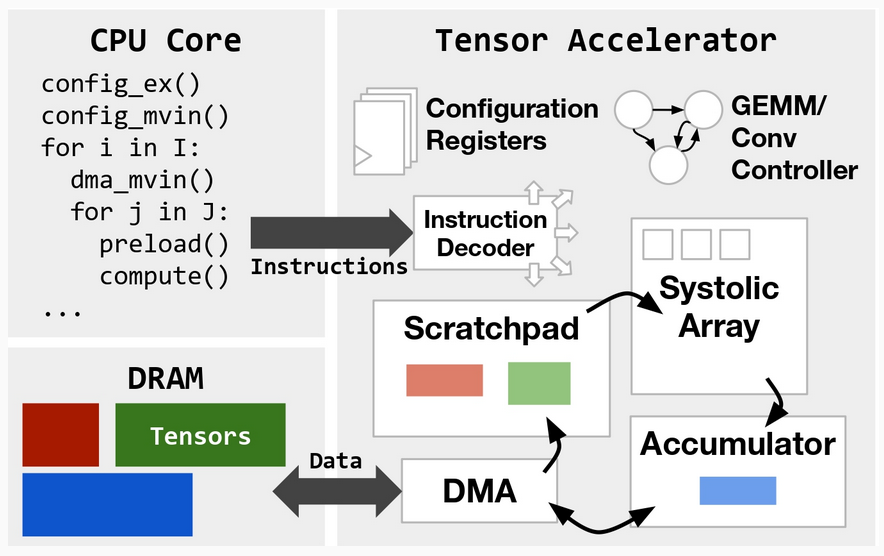 CPU Core
config_ex()
config_mvin()
for i in I:
dma_mvin()
for j in J:
preload()
compute()
...
Instructions
DRAM
Tensors
Data
Tensor Accelerator
Configuration
Registers
GEMM/
Conv
Controller
Instruction
Decoder
Scratchpad
Systolic
Array
Accumulator
DMA